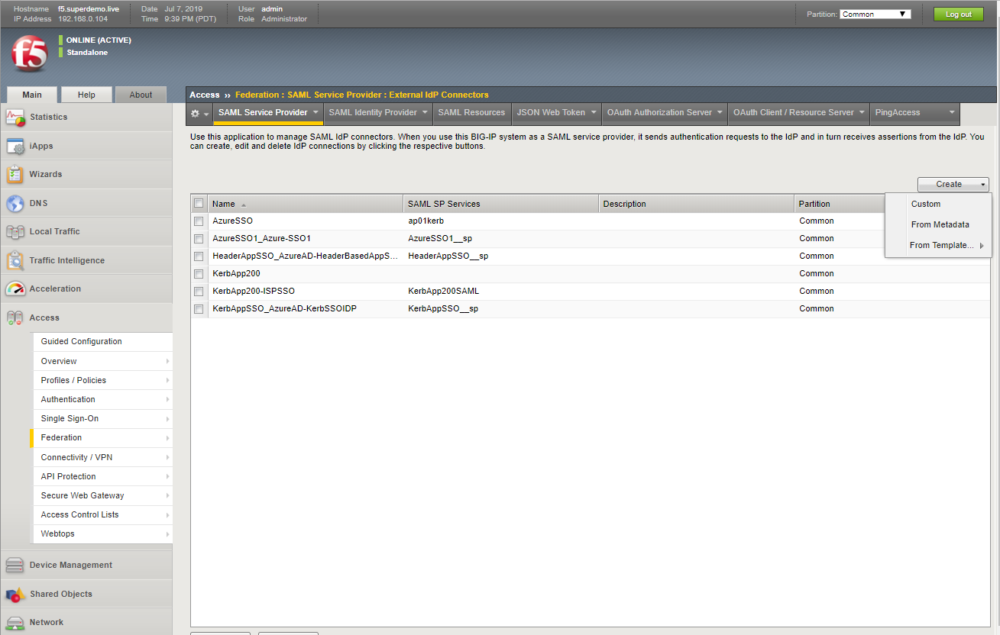 Hostname f5.superdemo.live Date Jul 7, 2019 User admin
IP Address 192.168.0.104 Time 9:39 PM (PDT) Role Administrator
Partition: Common Log out
f5
ONLINE (ACTIVE)
Standalone
Main Help About
Access ›› Federation : SAML Service Provider : External IdP Connectors
SAML Service Provider SAML Identity Provider SAML Resources JSON Web Token OAuth Authorization Server OAuth Client / Resource Server PingAccess
Use this application to manage SAML IdP connectors. When you use this BIG-IP system as a SAML service provider, it sends authentication requests to the IdP and in turn receives assertions from the IdP. You
can create, edit and delete IdP connections by clicking the respective buttons.
Create
Custom
From Metadata
From Template...
Name SAML SP Services Description Partition
AzureSSO ap01kerb Common
AzureSSO1_Azure-SSO1 AzureSSO1__sp Common
HeaderAppSSO_AzureAD-HeaderBasedAppS... HeaderAppSSO__sp Common
KerbApp200 Common
KerbApp200-ISPSSO KerbApp200SAML Common
KerbAppSSO_AzureAD-KerbSSOIDP KerbAppSSO__sp Common
Statistics
iApps
Wizards
DNS
Local Traffic
Traffic Intelligence
Acceleration
Access
Guided Configuration
Overview
Profiles / Policies
Authentication
Single Sign-On
Federation
Connectivity / VPN
API Protection
Secure Web Gateway
Access Control Lists
Webtops
Device Management
Shared Objects
Network